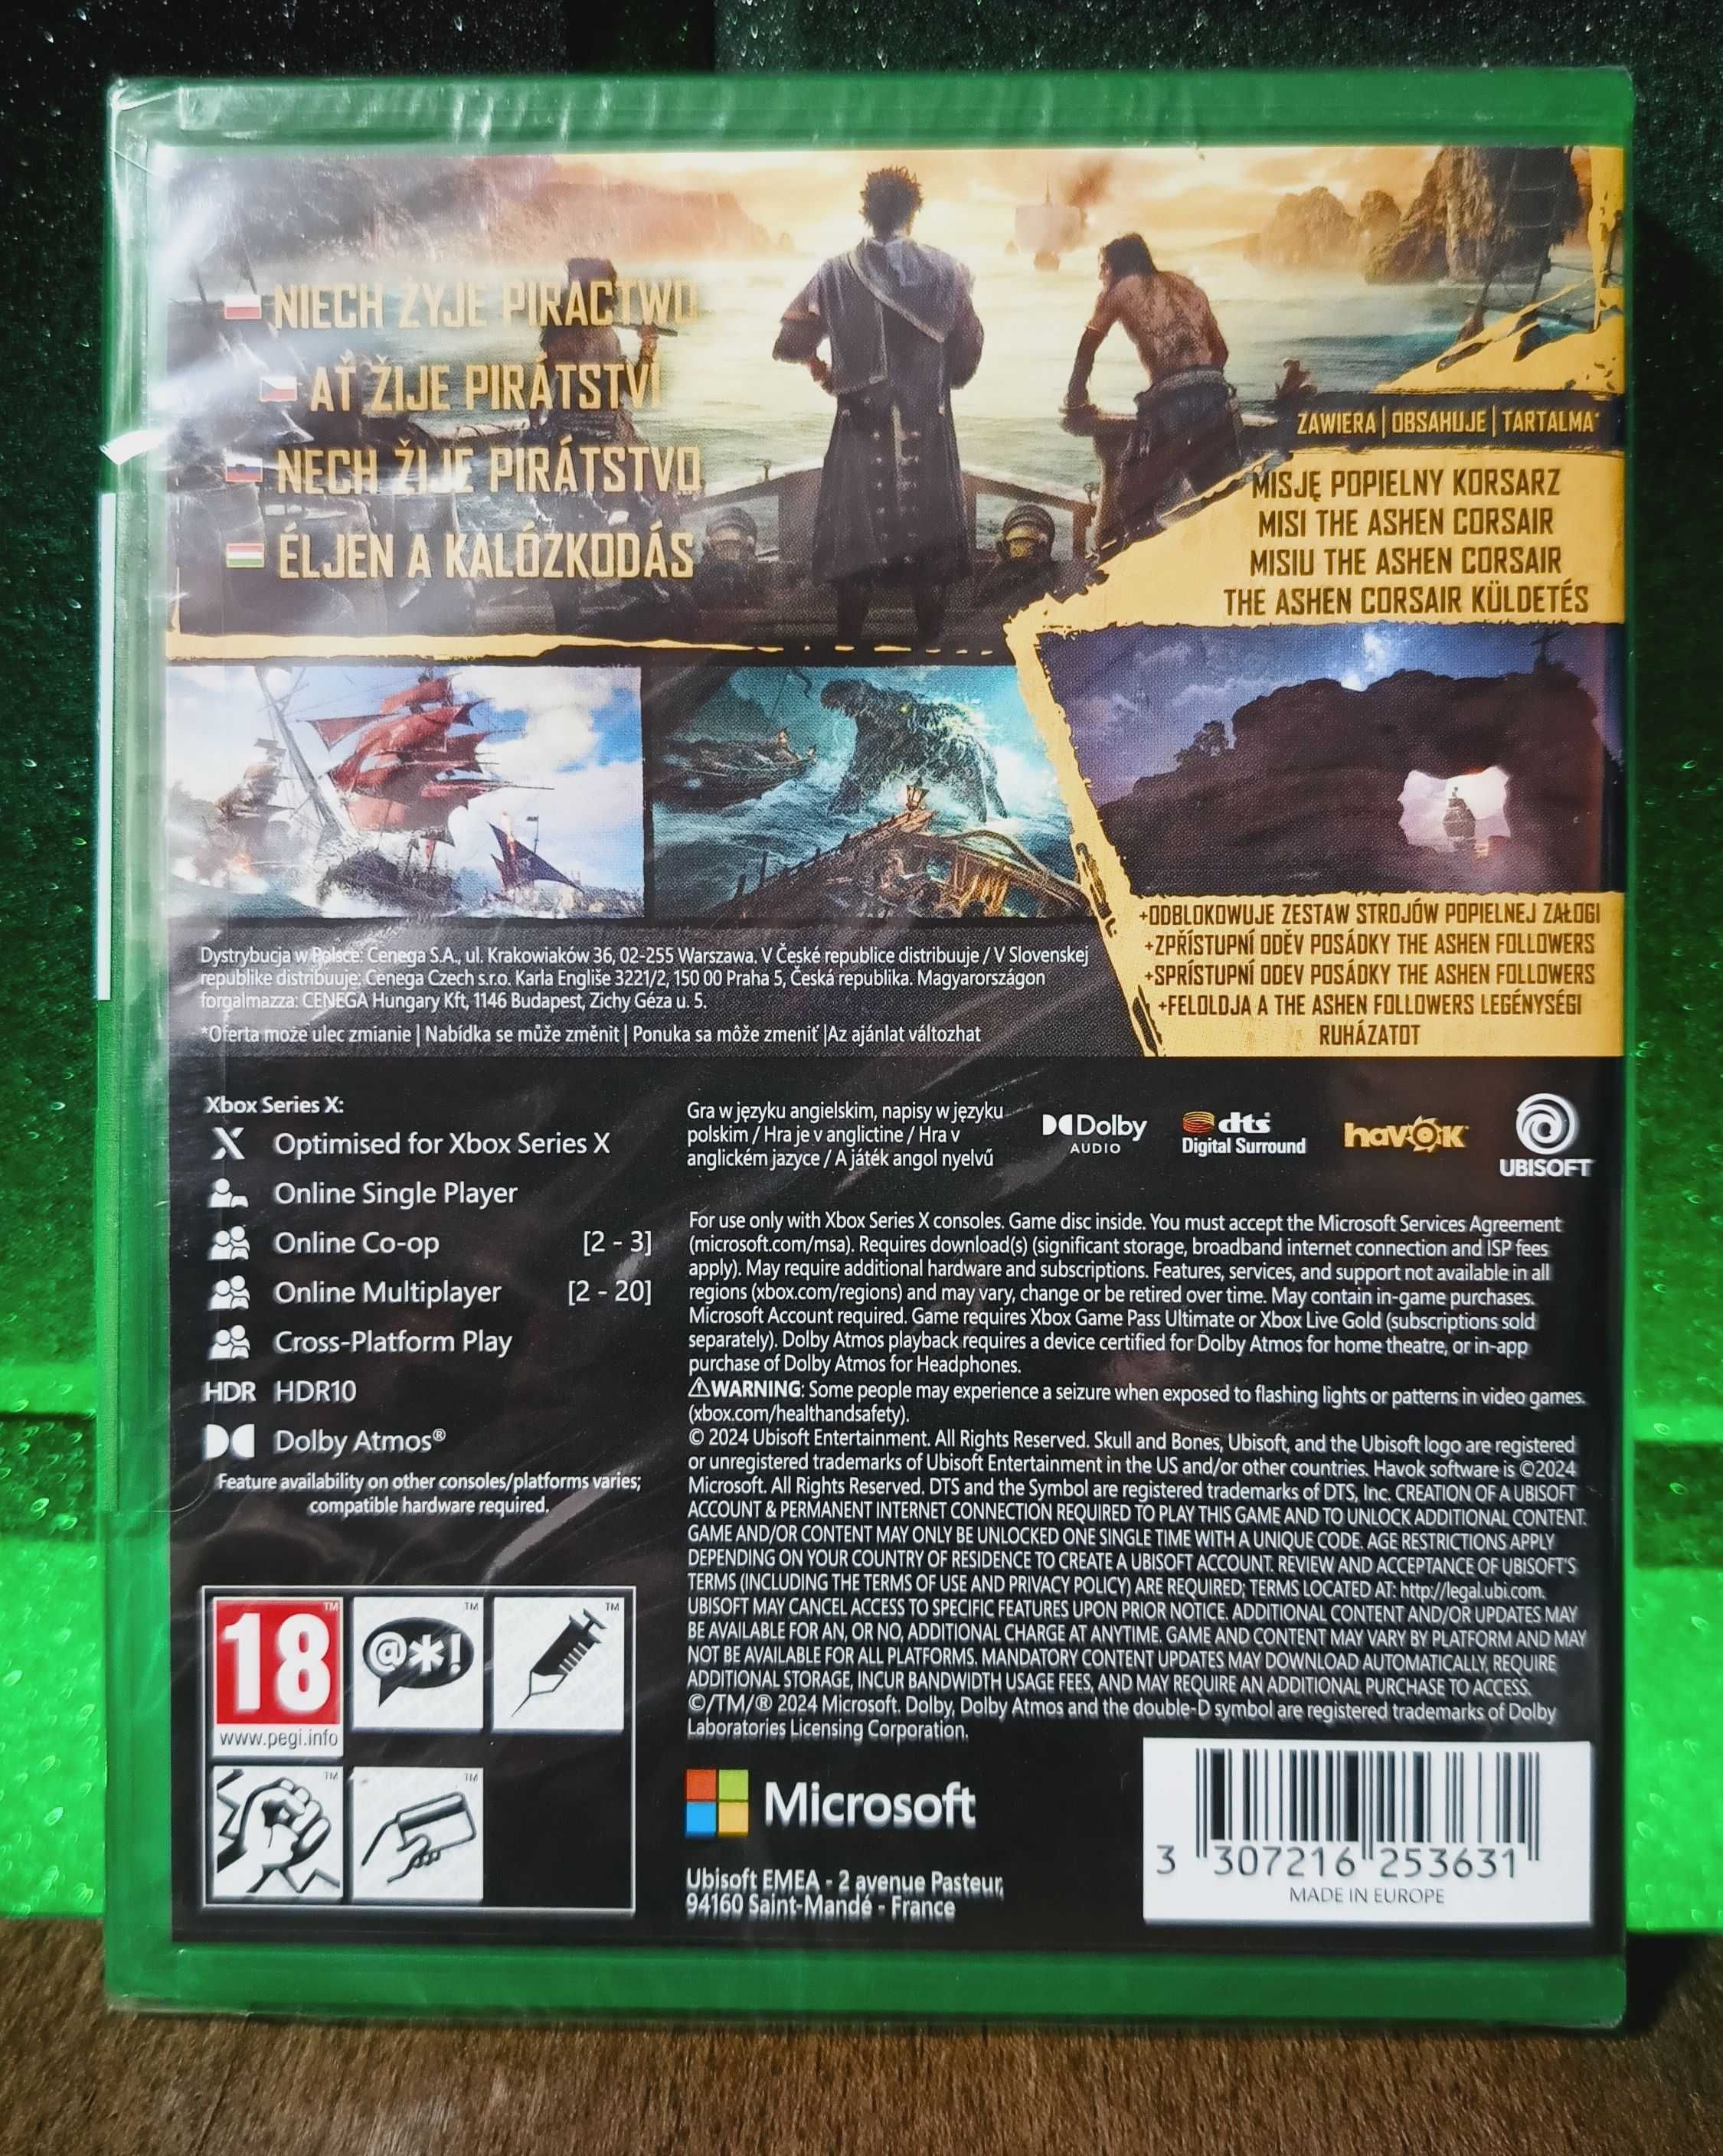 NIECH ŻYJE PIRACTWO
AŤ ŽIJE PIRÁTSTVÍ
NECH ŽIJE PIRÁTSTVO
ÉLJEN A KALÓZKODÁS
ZAWIERA | OBSAHUJE | TARTALMA*
MISJĘ POPIELNY KORSARZ
MISI THE ASHEN CORSAIR
MISIU THE ASHEN CORSAIR
THE ASHEN CORSAIR KÜLDETÉS
+ODBLOKOWUJE ZESTAW STROJÓW POPIELNEJ ZAŁOGI
+ZPŘÍSTUPNÍ ODĚV POSÁDKY THE ASHEN FOLLOWERS
+SPRÍSTUPNÍ ODEV POSÁDKY THE ASHEN FOLLOWERS
+FELOLDJA A THE ASHEN FOLLOWERS LEGÉNYSÉGI
RUHÁZATOT
Dystrybucja w Polsce: Cenega S.A., ul. Krakowiaków 36, 02-255 Warszawa. V České republice distribuuje / V Slovenskej
republike distribuuje: Cenega Czech s.r.o. Karla Engliše 3221/2, 150 00 Praha 5, Česká republika. Magyarországon
forgalmazza: CENEGA Hungary Kft, 1146 Budapest, Zichy Géza u. 5.
*Oferta może ulec zmianie | Nabídka se může změnit | Ponuka sa môže zmeniť |Az ajánlat változhat
Xbox Series X:
Optimised for Xbox Series X
Online Single Player
Online Co-op [2 - 3]
Online Multiplayer [2 - 20]
Cross-Platform Play
HDR HDR10
Dolby Atmos®
Feature availability on other consoles/platforms varies;
compatible hardware required.
Gra w języku angielskim, napisy w języku
polskim / Hra je v anglictine / Hra v
anglickém jazyce / A játék angol nyelvű
Dolby
AUDIO
dts
Digital Surround
havok
UBISOFT
For use only with Xbox Series X consoles. Game disc inside. You must accept the Microsoft Services Agreement
(microsoft.com/msa). Requires download(s) (significant storage, broadband internet connection and ISP fees
apply). May require additional hardware and subscriptions. Features, services, and support not available in all
regions (xbox.com/regions) and may vary, change or be retired over time. May contain in-game purchases.
Microsoft Account required. Game requires Xbox Game Pass Ultimate or Xbox Live Gold (subscriptions sold
separately). Dolby Atmos playback requires a device certified for Dolby Atmos for home theatre, or in-app
purchase of Dolby Atmos for Headphones.
⚠WARNING: Some people may experience a seizure when exposed to flashing lights or patterns in video games.
(xbox.com/healthandsafety).
© 2024 Ubisoft Entertainment. All Rights Reserved. Skull and Bones, Ubisoft, and the Ubisoft logo are registered
or unregistered trademarks of Ubisoft Entertainment in the US and/or other countries. Havok software is ©2024
Microsoft. All Rights Reserved. DTS and the Symbol are registered trademarks of DTS, Inc. CREATION OF A UBISOFT
ACCOUNT & PERMANENT INTERNET CONNECTION REQUIRED TO PLAY THIS GAME AND TO UNLOCK ADDITIONAL CONTENT.
GAME AND/OR CONTENT MAY ONLY BE UNLOCKED ONE SINGLE TIME WITH A UNIQUE CODE. AGE RESTRICTIONS APPLY
DEPENDING ON YOUR COUNTRY OF RESIDENCE TO CREATE A UBISOFT ACCOUNT. REVIEW AND ACCEPTANCE OF UBISOFT'S
TERMS (INCLUDING THE TERMS OF USE AND PRIVACY POLICY) ARE REQUIRED; TERMS LOCATED AT: http://legal.ubi.com.
UBISOFT MAY CANCEL ACCESS TO SPECIFIC FEATURES UPON PRIOR NOTICE. ADDITIONAL CONTENT AND/OR UPDATES MAY
BE AVAILABLE FOR AN, OR NO, ADDITIONAL CHARGE AT ANYTIME. GAME AND CONTENT MAY VARY BY PLATFORM AND MAY
NOT BE AVAILABLE FOR ALL PLATFORMS. MANDATORY CONTENT UPDATES MAY DOWNLOAD AUTOMATICALLY, REQUIRE
ADDITIONAL STORAGE, INCUR BANDWIDTH USAGE FEES, AND MAY REQUIRE AN ADDITIONAL PURCHASE TO ACCESS.
©/TM/® 2024 Microsoft. Dolby, Dolby Atmos and the double-D symbol are registered trademarks of Dolby
Laboratories Licensing Corporation.
18 ™ @*! ™ ™
www.pegi.info
™ ™
Microsoft
Ubisoft EMEA - 2 avenue Pasteur,
94160 Saint-Mandé - France
3 307216 253631
MADE IN EUROPE